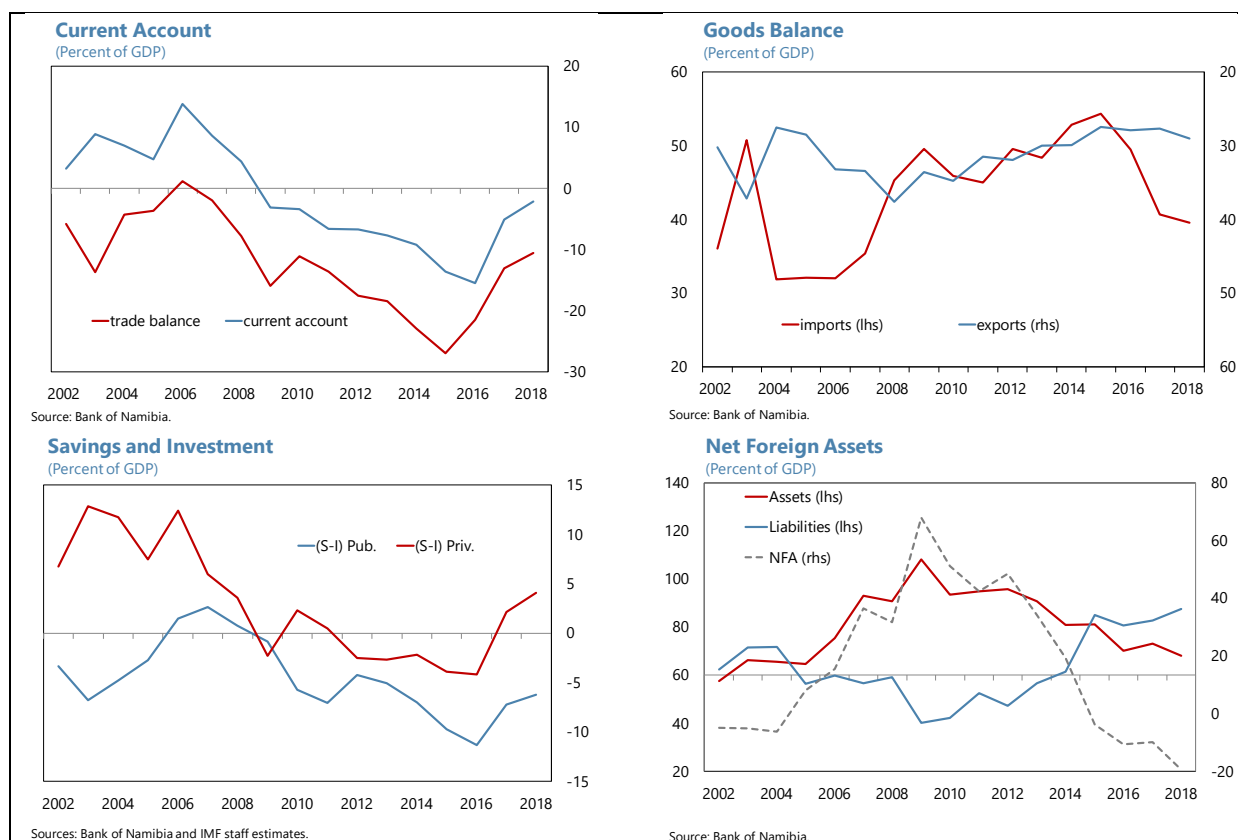 Current Account
(Percent of GDP)
20
10
0
-10
-20
-30
trade balance
current account
2002 2004 2006 2008 2010 2012 2014 2016 2018
Source: Bank of Namibia.
Goods Balance
(Percent of GDP)
60 20
50 30
40 40
30 50
20 60
imports (lhs)
exports (rhs)
2002 2004 2006 2008 2010 2012 2014 2016 2018
Source: Bank of Namibia.
Savings and Investment
(Percent of GDP)
15
10
5
0
-5
-10
-15
(S-I) Pub.
(S-I) Priv.
2002 2004 2006 2008 2010 2012 2014 2016 2018
Sources: Bank of Namibia and IMF staff estimates.
Net Foreign Assets
(Percent of GDP)
140 80
120 60
100 40
80 20
60 0
40 -20
20
Assets (lhs)
Liabilities (lhs)
NFA (rhs)
2002 2004 2006 2008 2010 2012 2014 2016 2018
Source: Bank of Namibia.